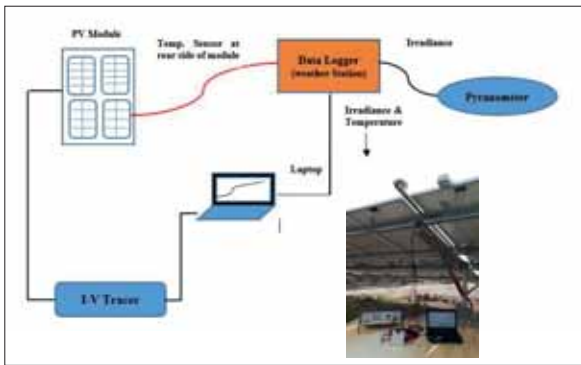 PV Module
Temp. Sensor at
rear side of module
Data Logger
(weather Station)
Irradiance
Pyranometer
Irradiance &
Temperature
Laptop
I-V Tracer